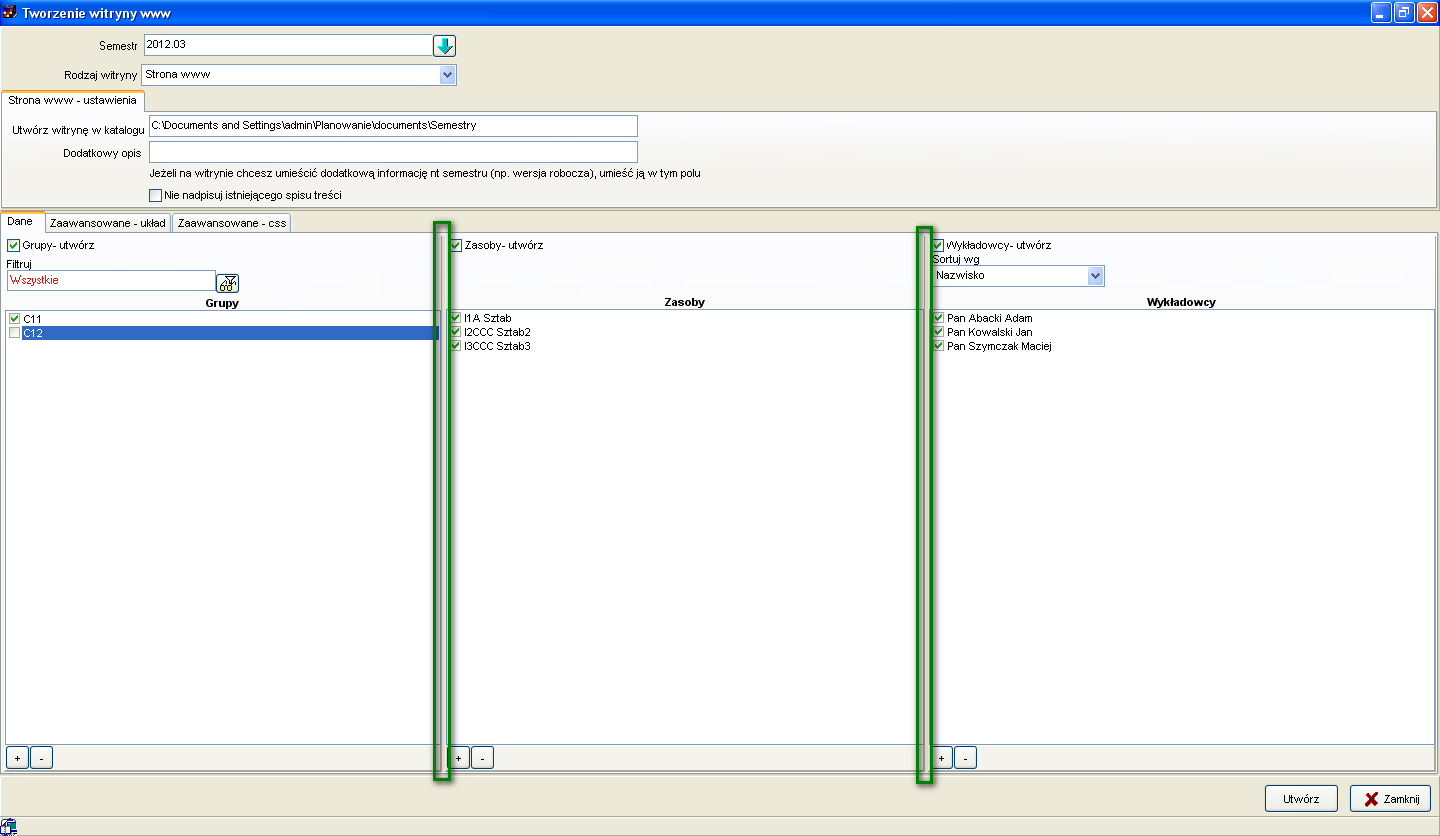 Tworzenie witryny www
Semestr 2012.03
Rodzaj witryny Strona www
Strona www - ustawienia
Utwórz witrynę w katalogu C:\Documents and Settings\admin\Planowanie\documents\Semestry
Dodatkowy opis
Jeżeli na witrynie chcesz umieścić dodatkową informację nt semestru (np. wersja robocza), umieść ją w tym polu
Nie nadpisuj istniejącego spisu treści
Dane Zaawansowane - układ Zaawansowane - css
Grupy- utwórz
Filtruj
Wszystkie
Grupy
C11
C12
+ -
Zasoby- utwórz
Zasoby
I1A Sztab
I2CCC Sztab2
I3CCC Sztab3
+ -
Wykładowcy- utwórz
Sortuj wg
Nazwisko
Wykładowcy
Pan Abacki Adam
Pan Kowalski Jan
Pan Szymczak Maciej
+ -
Utwórz Zamknij